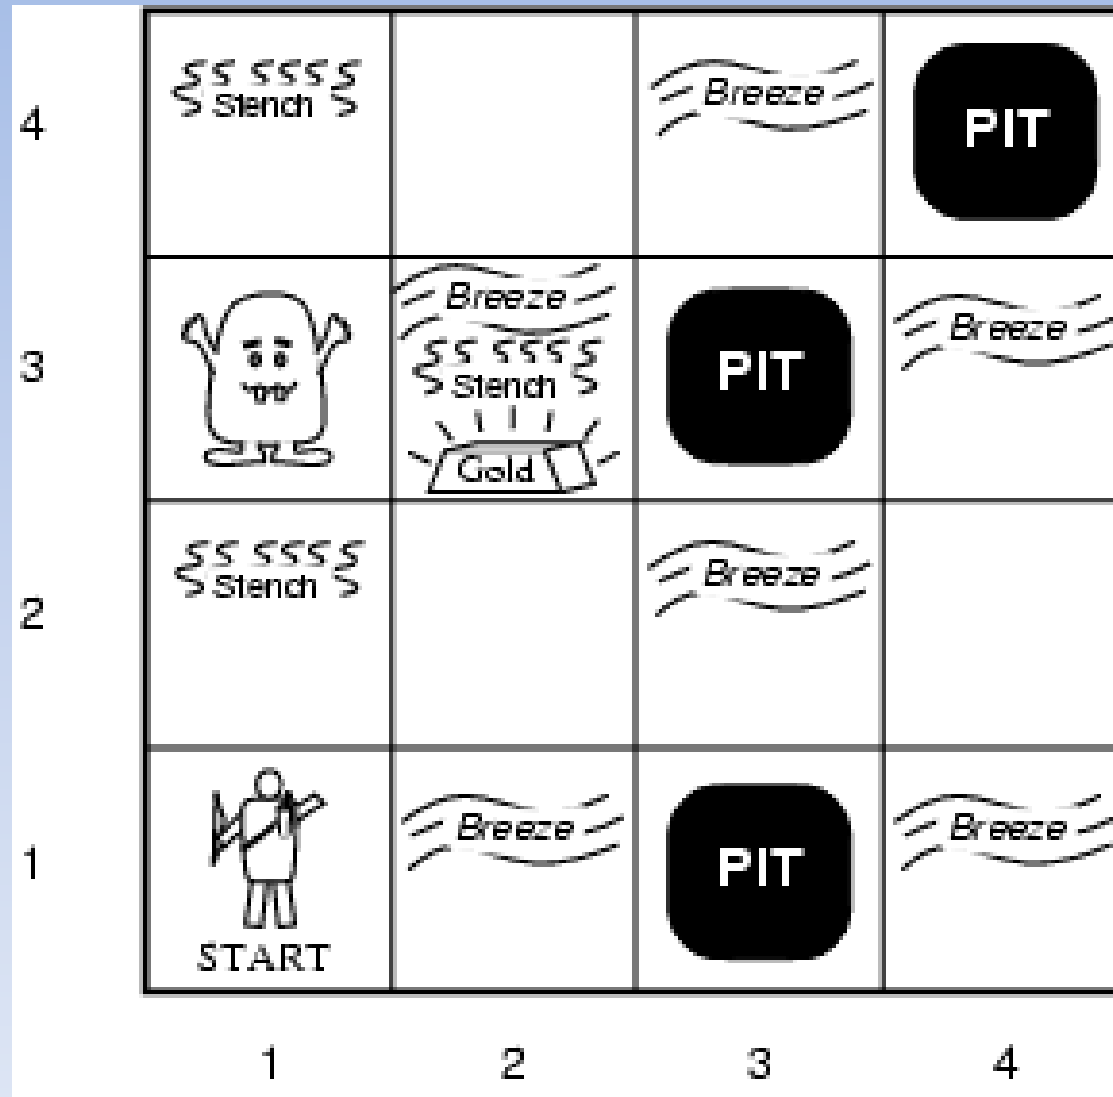 4
Stench
Breeze
PIT
3
Breeze
Stench
Gold
PIT
Breeze
2
Stench
Breeze
1
START
Breeze
PIT
Breeze
1 2 3 4